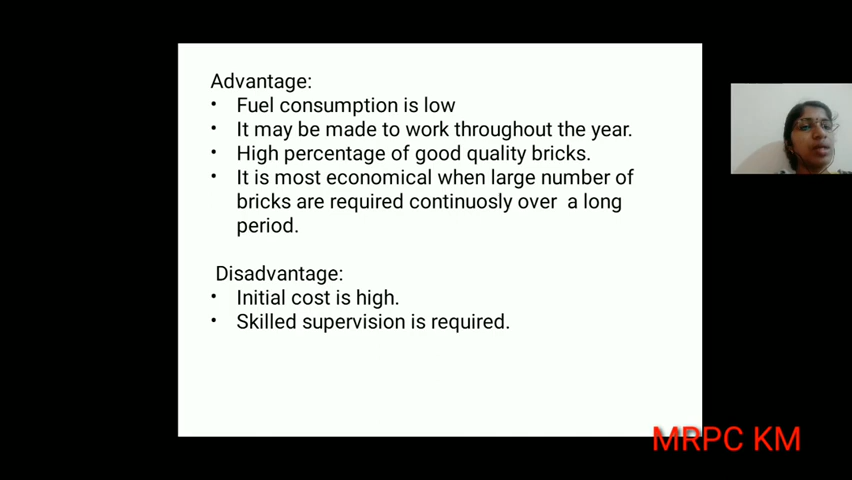 Advantage:
• Fuel consumption is low
• It may be made to work throughout the year.
• High percentage of good quality bricks.
• It is most economical when large number of
bricks are required continuosly over a long
period.
Disadvantage:
• Initial cost is high.
• Skilled supervision is required.
MRPC KM